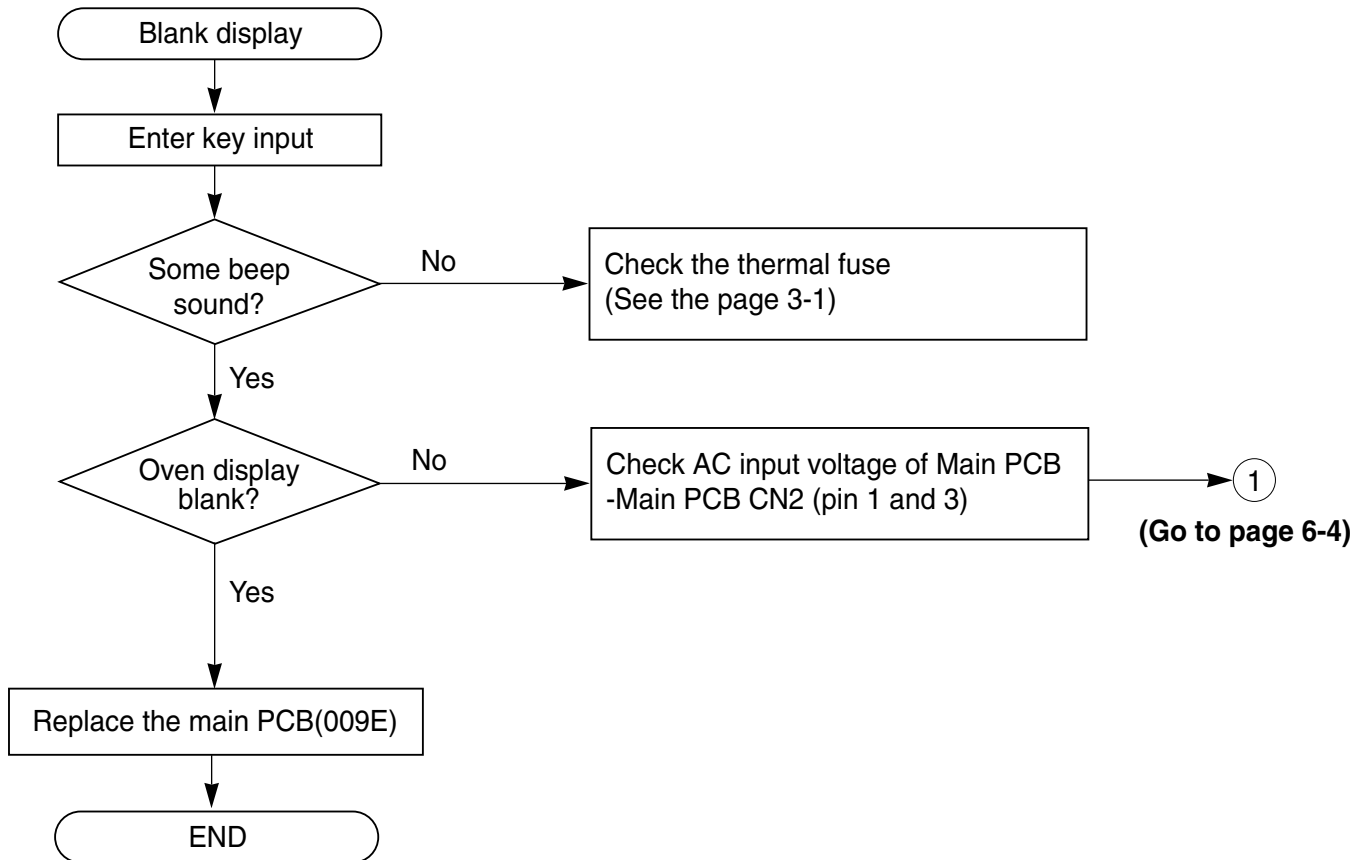 Blank display
Enter key input
Some beep
sound?
No
Check the thermal fuse
(See the page 3-1)
Yes
Oven display
blank?
No
Check AC input voltage of Main PCB
-Main PCB CN2 (pin 1 and 3)
1
(Go to page 6-4)
Yes
Replace the main PCB(009E)
END